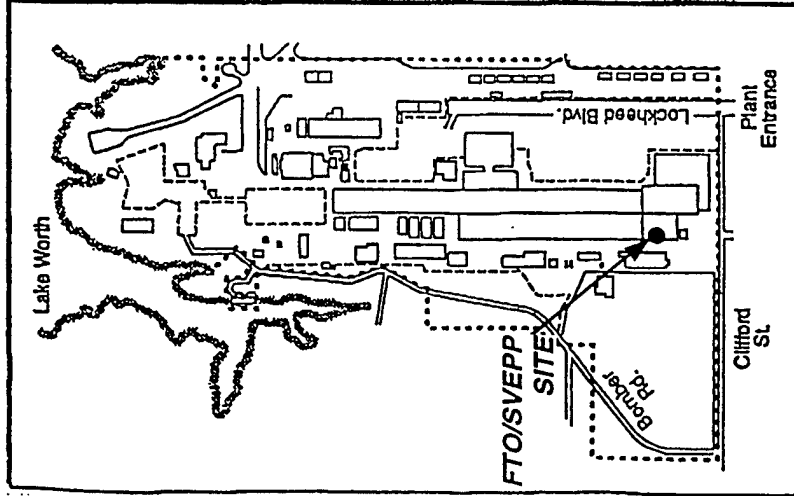 Lake Worth
Lockheed Blvd.
Plant
Entrance
FTO/SVEPP
SITE
Bomber
Rd.
Clifford
St.